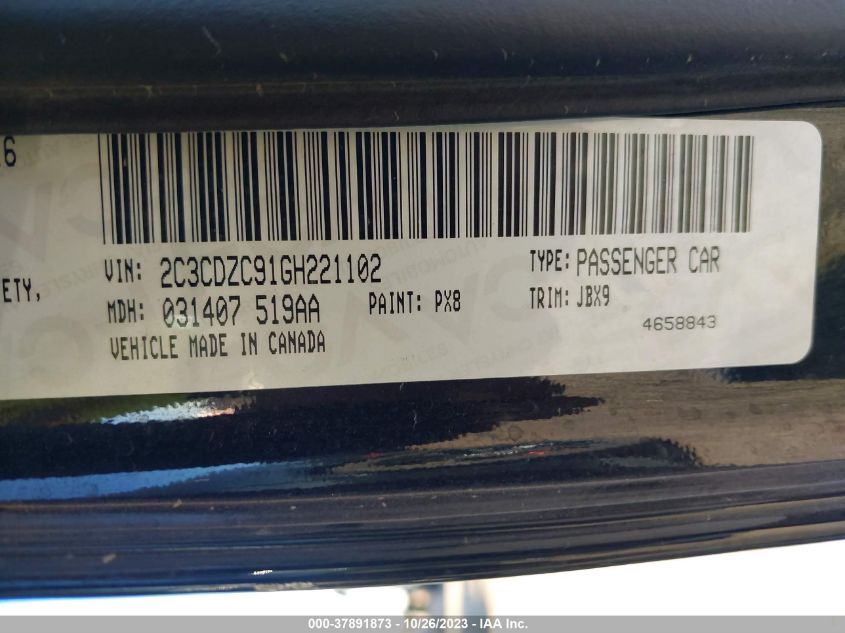 6
ETY,
VIN: 2C3CDZC91GH221102
TYPE: PASSENGER CAR
MDH: 031407 519AA
PAINT: PX8
TRIM: JBX9
VEHICLE MADE IN CANADA
4658843
000-37891873 - 10/26/2023 - IAA Inc.